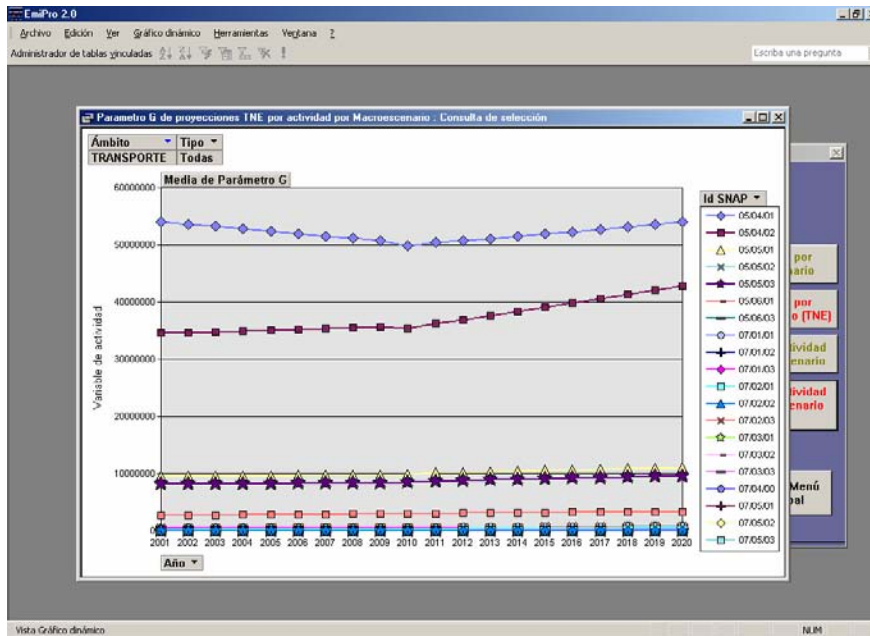 EmiPro 2.0
Archivo Edición Ver Gráfico dinámico Herramientas Ventana ?
Administrador de tablas vinculadas
Escriba una pregunta
Parametro G de proyecciones TNE por actividad por Macroescenario : Consulta de selección
Ámbito Tipo
TRANSPORTE Todas
Media de Parámetro G
Id SNAP
60000000
50000000
40000000
30000000
20000000
10000000
0
Variable de actividad
2001 2002 2003 2004 2005 2006 2007 2008 2009 2010 2011 2012 2013 2014 2015 2016 2017 2018 2019 2020
Año
05/04/01
05/04/02
05/05/01
05/05/02
05/05/03
05/06/01
05/06/03
07/01/01
07/01/02
07/01/03
07/02/01
07/02/02
07/02/03
07/03/01
07/03/02
07/03/03
07/04/00
07/05/01
07/05/02
07/05/03
por
ario
por
o (TNE)
tividad
enario
tividad
enario
Menú
pal
Vista Gráfico dinámico
NUM